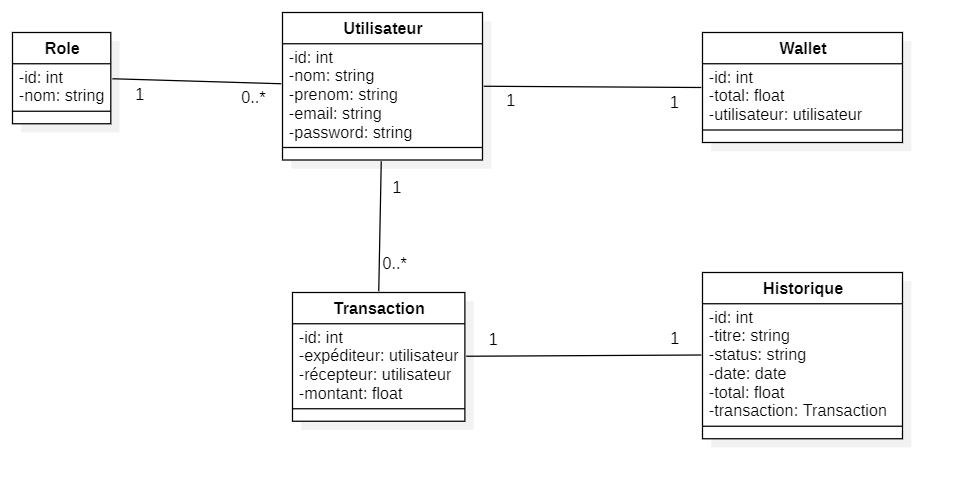 Role
-id: int
-nom: string
1
0..*
Utilisateur
-id: int
-nom: string
-prenom: string
-email: string
-password: string
1
1
Wallet
-id: int
-total: float
-utilisateur: utilisateur
1
0..*
Transaction
-id: int
-expéditeur: utilisateur
-récepteur: utilisateur
-montant: float
1
1
Historique
-id: int
-titre: string
-status: string
-date: date
-total: float
-transaction: Transaction